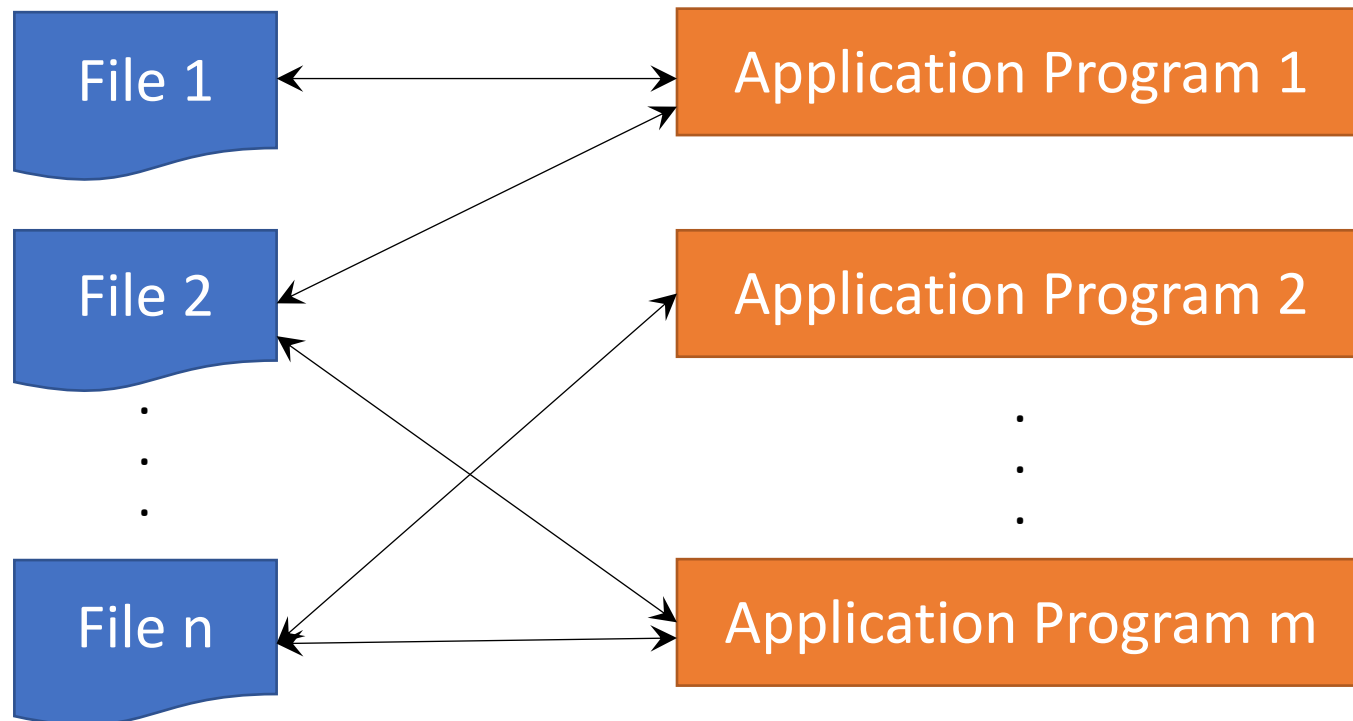 File 1
Application Program 1
File 2
Application Program 2
.
.
.
.
.
.
File n
Application Program m